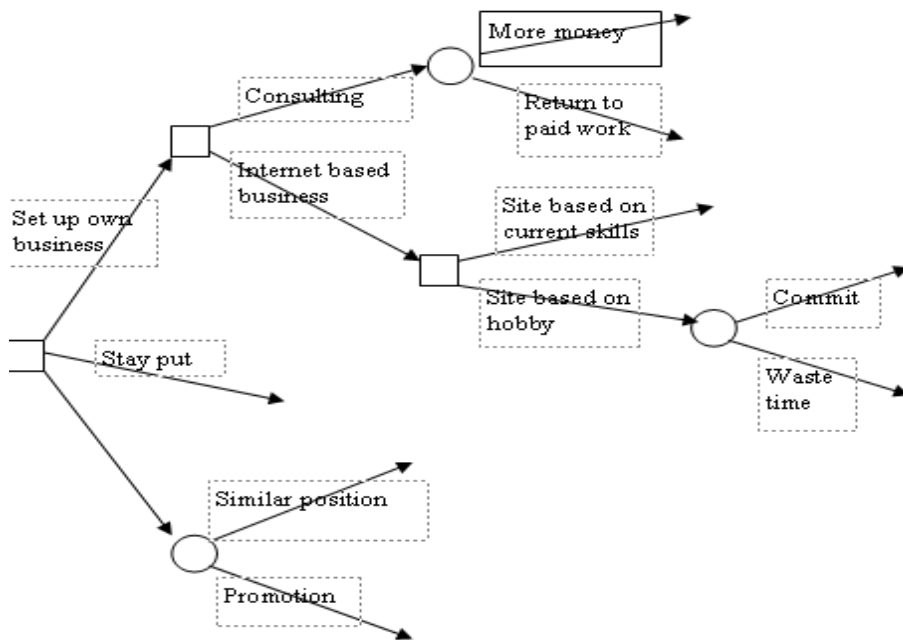 More money
Consulting
Return to
paid work
Internet based
business
Set up own
business
Site based on
current skills
Site based on
hobby
Commit
Stay put
Waste
time
Similar position
Promotion